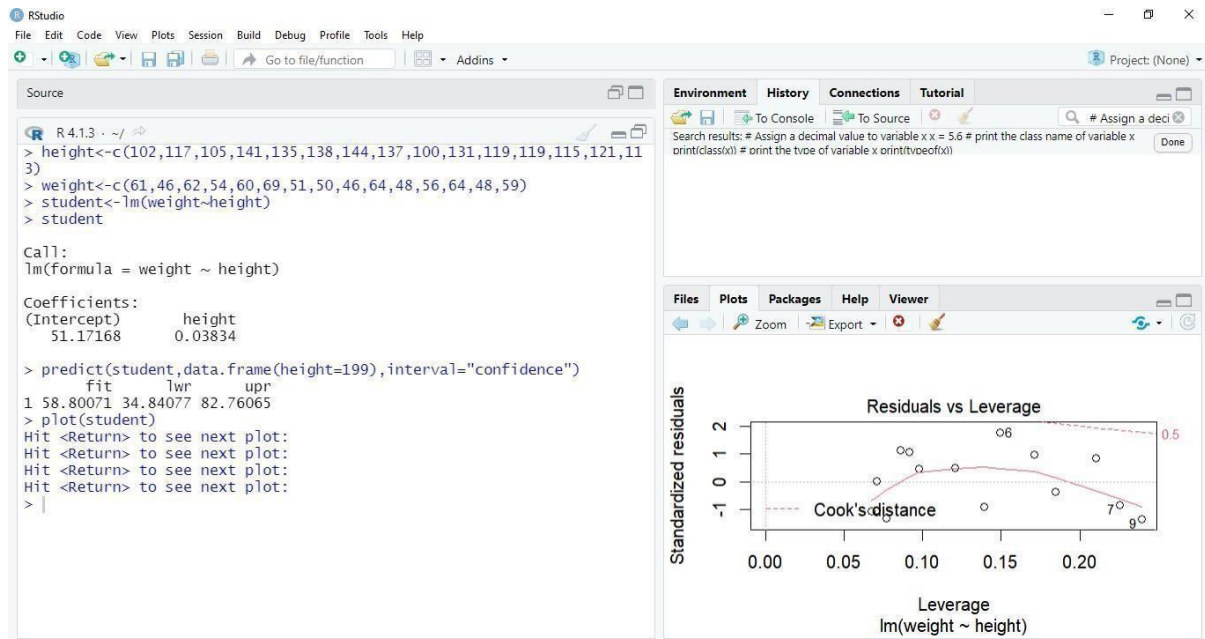 RStudio
File Edit Code View Plots Session Build Debug Profile Tools Help
Go to file/function
Addins
Project: (None)
Source
R 4.1.3 · ~/
> height<-c(102,117,105,141,135,138,144,137,100,131,119,119,115,121,11
3)
> weight<-c(61,46,62,54,60,69,51,50,46,64,48,56,64,48,59)
> student<-lm(weight~height)
> student
Call:
lm(formula = weight ~ height)
Coefficients:
(Intercept) height
51.17168 0.03834
> predict(student,data.frame(height=199),interval="confidence")
fit lwr upr
1 58.80071 34.84077 82.76065
> plot(student)
Hit <Return> to see next plot:
Hit <Return> to see next plot:
Hit <Return> to see next plot:
Hit <Return> to see next plot:
>
Environment History Connections Tutorial
To Console To Source # Assign a deci
Search results: # Assign a decimal value to variable x x = 5.6 # print the class name of variable x
print(class(x)) # print the type of variable x print(typeof(x))
Done
Files Plots Packages Help Viewer
Zoom Export
Residuals vs Leverage
Standardized residuals
2
1
0
-1
6
0.5
7
9
Cook's distance
0.00 0.05 0.10 0.15 0.20
Leverage
lm(weight ~ height)